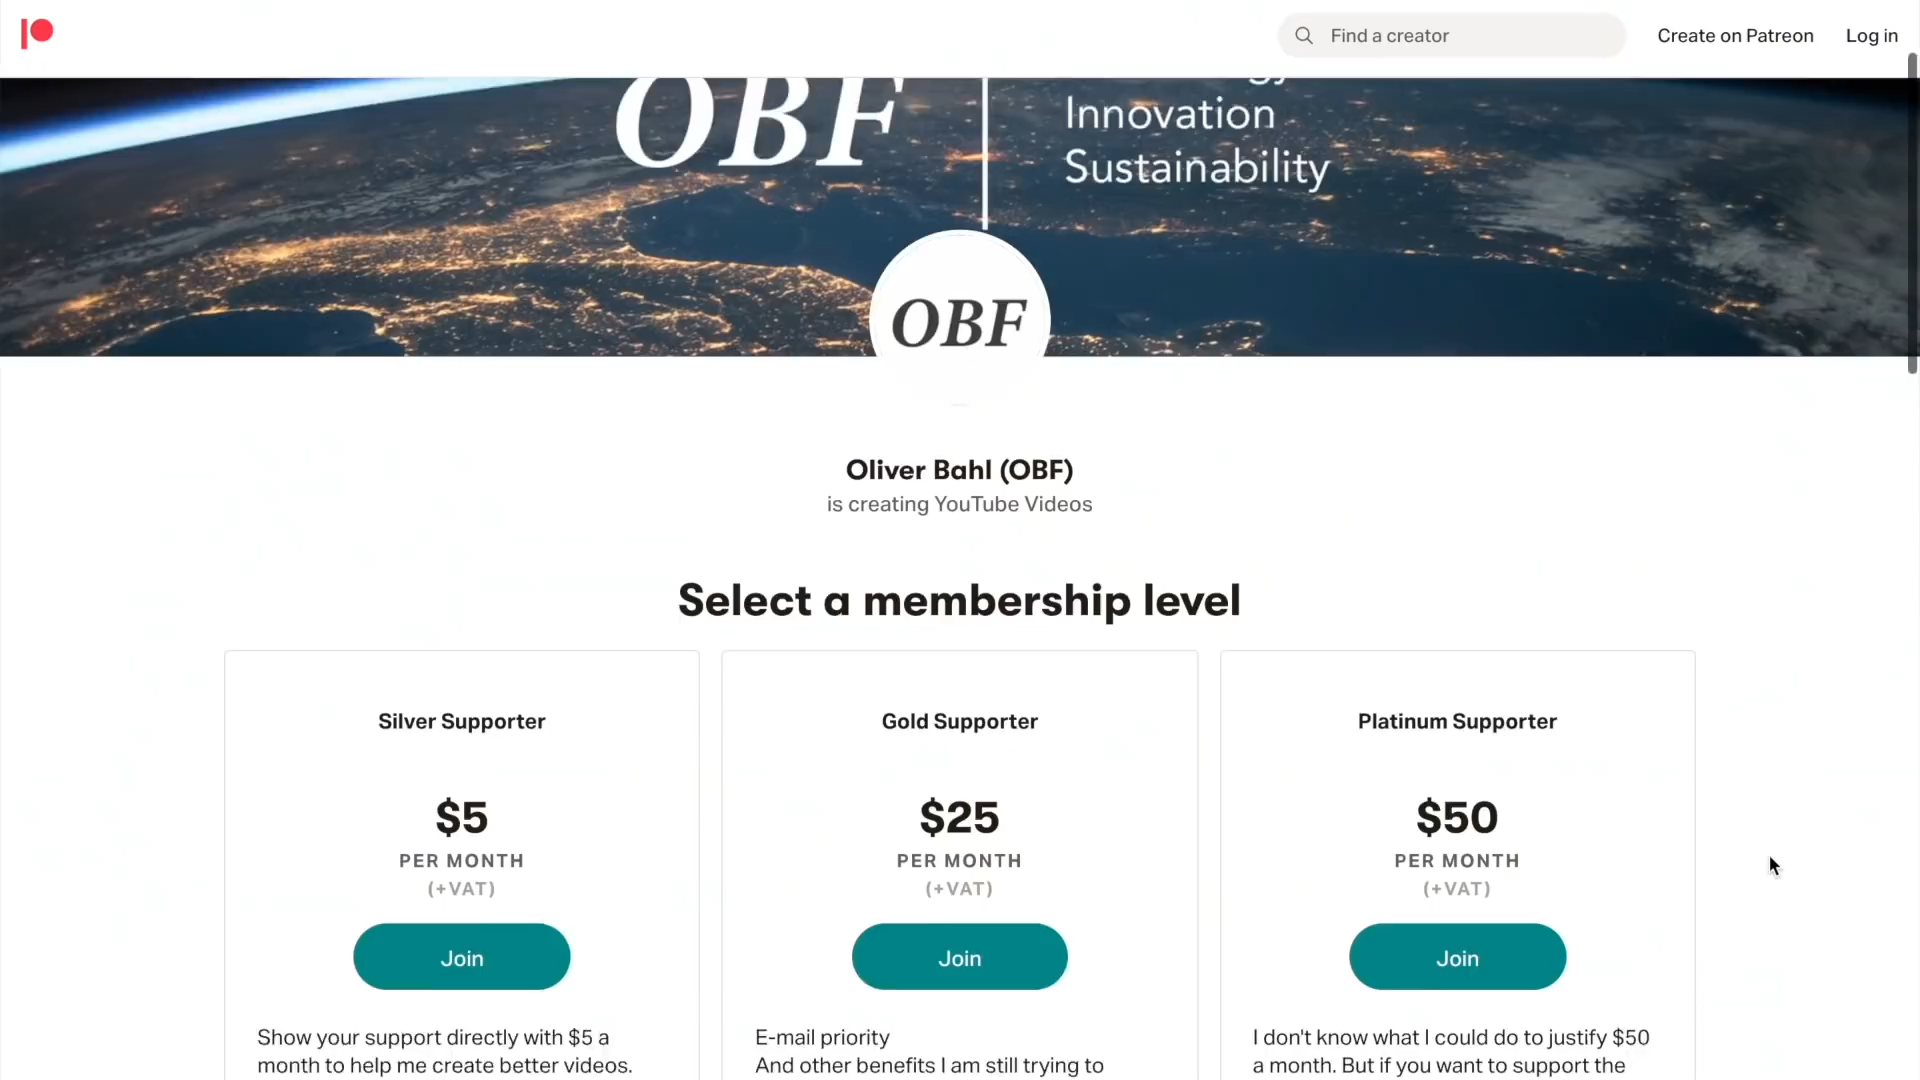 Find a creator
Create on Patreon
Log in
OBF
Innovation
Sustainability
OBF
Oliver Bahl (OBF)
is creating YouTube Videos
Select a membership level
Silver Supporter
$5
PER MONTH
(+VAT)
Join
Show your support directly with $5 a
month to help me create better videos.
Gold Supporter
$25
PER MONTH
(+VAT)
Join
E-mail priority
And other benefits I am still trying to
Platinum Supporter
$50
PER MONTH
(+VAT)
Join
I don't know what I could do to justify $50
a month. But if you want to support the